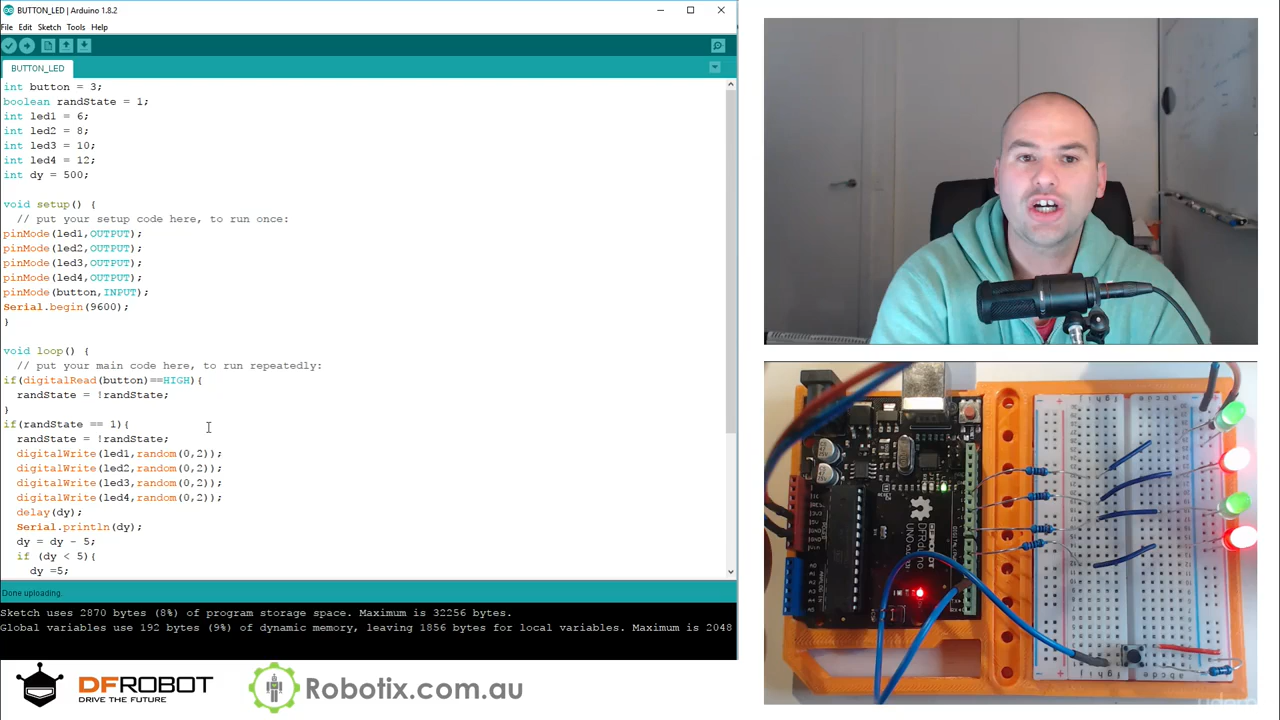 BUTTON_LED | Arduino 1.8.2
File Edit Sketch Tools Help
BUTTON_LED
int button = 3;
boolean randState = 1;
int led1 = 6;
int led2 = 8;
int led3 = 10;
int led4 = 12;
int dy = 500;
void setup() {
// put your setup code here, to run once:
pinMode(led1,OUTPUT);
pinMode(led2,OUTPUT);
pinMode(led3,OUTPUT);
pinMode(led4,OUTPUT);
pinMode(button,INPUT);
Serial.begin(9600);
}
void loop() {
// put your main code here, to run repeatedly:
if(digitalRead(button)==HIGH){
randState = !randState;
}
if(randState == 1){
randState = !randState;
digitalWrite(led1,random(0,2));
digitalWrite(led2,random(0,2));
digitalWrite(led3,random(0,2));
digitalWrite(led4,random(0,2));
delay(dy);
Serial.println(dy);
dy = dy - 5;
if (dy < 5){
dy =5;
Done uploading.
Sketch uses 2870 bytes (8%) of program storage space. Maximum is 32256 bytes.
Global variables use 192 bytes (9%) of dynamic memory, leaving 1856 bytes for local variables. Maximum is 2048
DFROBOT
DRIVE THE FUTURE
Robotix.com.au
udemy